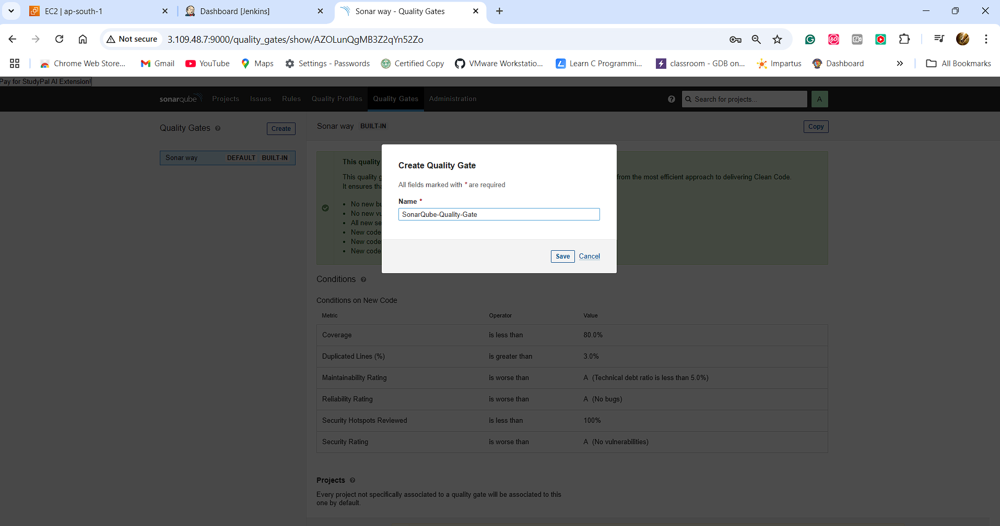 EC2 | ap-south-1
Dashboard [Jenkins]
Sonar way - Quality Gates
Not secure
3.109.48.7:9000/quality_gates/show/AZOLunQgMB3Z2qYn52Zo
Chrome Web Store...
Gmail
YouTube
Maps
Settings - Passwords
Certified Copy
VMware Workstatio...
Learn C Programmi...
classroom - GDB on...
Impartus
Dashboard
All Bookmarks
Pay for StudyPal AI Extension!
sonarqube
Projects
Issues
Rules
Quality Profiles
Quality Gates
Administration
Search for projects...
A
Quality Gates
Create
Sonar way BUILT-IN
Copy
Sonar way DEFAULT BUILT-IN
This quality
This quality g
from the most efficient approach to delivering Clean Code.
It ensures tha
No new bu
No new vu
All new se
New code
New code
New code
Create Quality Gate
All fields marked with * are required
Name *
SonarQube-Quality-Gate
Save Cancel
Conditions
Conditions on New Code
Metric Operator Value
Coverage is less than 80.0%
Duplicated Lines (%) is greater than 3.0%
Maintainability Rating is worse than A (Technical debt ratio is less than 5.0%)
Reliability Rating is worse than A (No bugs)
Security Hotspots Reviewed is less than 100%
Security Rating is worse than A (No vulnerabilities)
Projects
Every project not specifically associated to a quality gate will be associated to this
one by default.